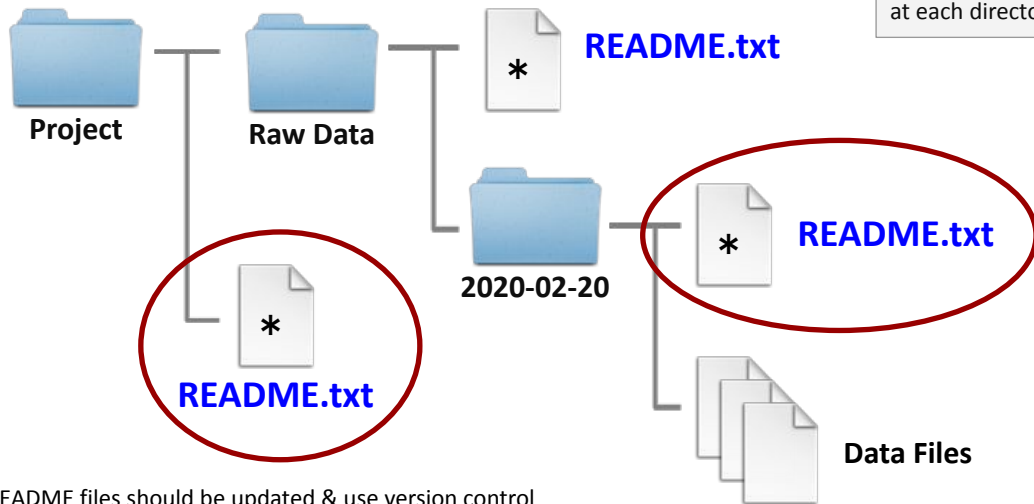 at each directo
README.txt
*
Project
Raw Data
*
README.txt
2020-02-20
*
README.txt
Data Files
EADME files should be updated & use version control